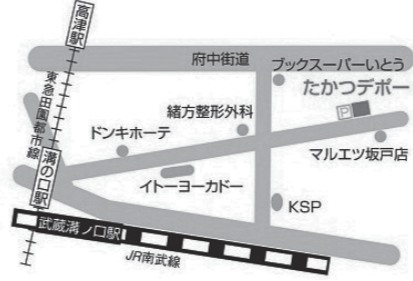 高津駅
府中街道
ブックスーパーいとう
たかつデポー
P
東急田園都市線
緒方整形外科
ドンキホーテ
マルエツ坂戸店
溝の口駅
イトーヨーカドー
KSP
武蔵溝ノ口駅
JR南武線